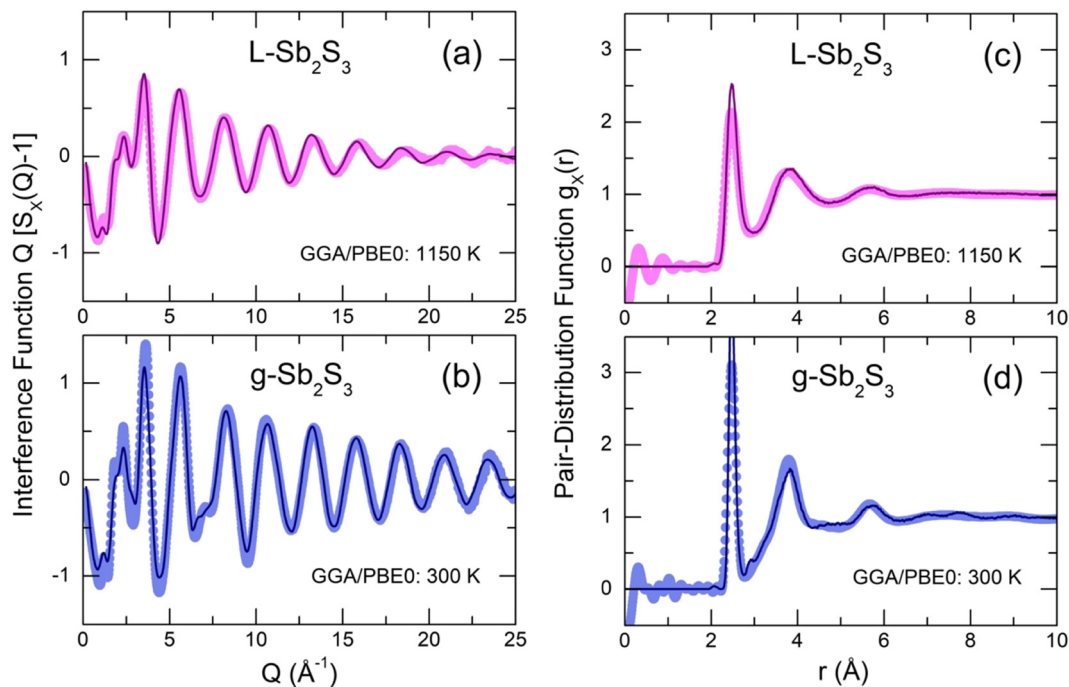 L-Sb₂S₃
(a)
1
0
-1
GGA/PBE0: 1150 K
0 5 10 15 20 25
g-Sb₂S₃
(b)
1
0
-1
GGA/PBE0: 300 K
0 5 10 15 20 25
Q (Å⁻¹)
Interference Function Q [Sₓ(Q)-1]
L-Sb₂S₃
(c)
3
2
1
0
GGA/PBE0: 1150 K
0 2 4 6 8 10
g-Sb₂S₃
(d)
3
2
1
0
GGA/PBE0: 300 K
0 2 4 6 8 10
r (Å)
Pair-Distribution Function gₓ(r)